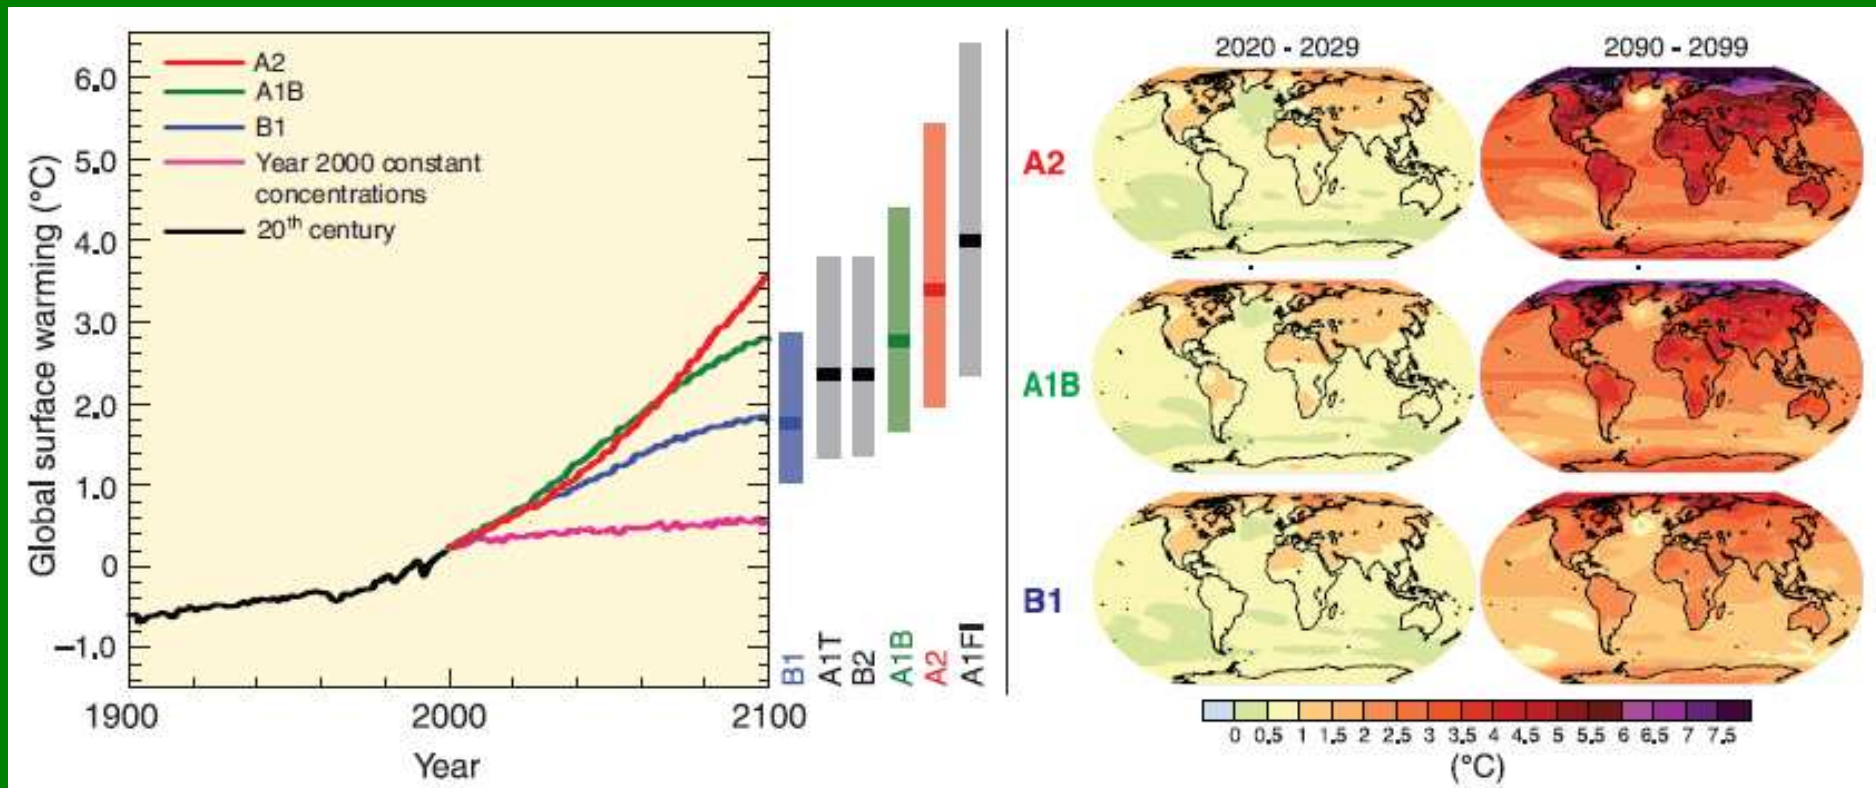 Global surface warming (°C)
6.0
5.0
4.0
3.0
2.0
1.0
0
–1.0
A2
A1B
B1
Year 2000 constant
concentrations
20th century
1900
2000
2100
Year
B1
A1T
B2
A1B
A2
A1FI
2020 - 2029
2090 - 2099
A2
A1B
B1
0 0.5 1 1.5 2 2.5 3 3.5 4 4.5 5 5.5 6 6.5 7 7.5
(°C)